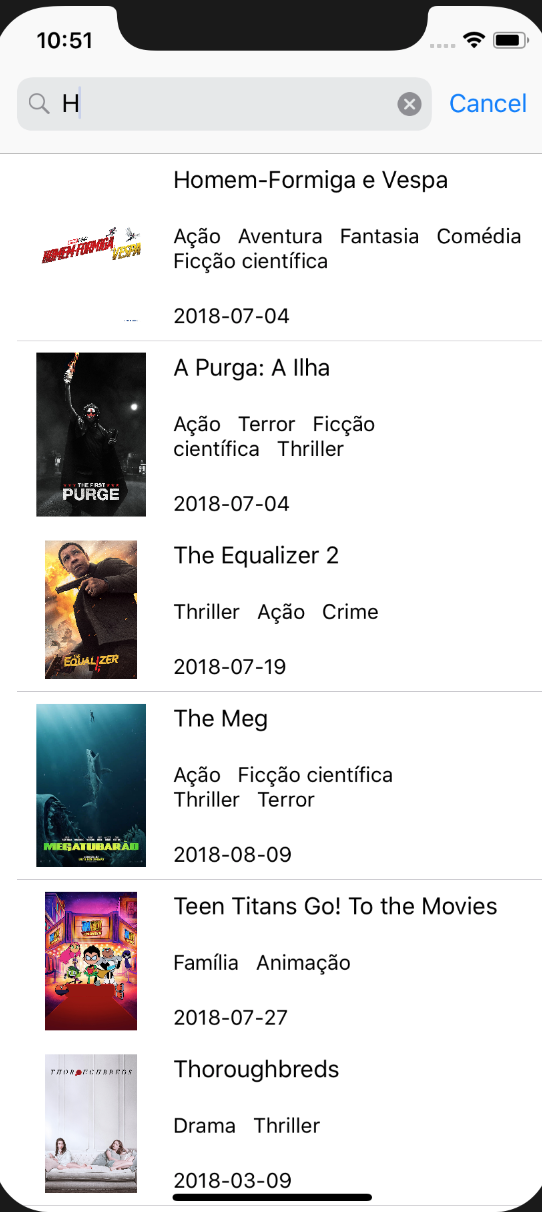 10:51
H
Cancel
Homem-Formiga e Vespa
HOMEM-FORMIGA
VESPA
Ação Aventura Fantasia Comédia
Ficção científica
2018-07-04
A Purga: A Ilha
Ação Terror Ficção
científica Thriller
THE FIRST
PURGE
2018-07-04
The Equalizer 2
Thriller Ação Crime
THE
EQUALIZER
2018-07-19
The Meg
Ação Ficção científica
Thriller Terror
MEGATUBARÃO
2018-08-09
Teen Titans Go! To the Movies
Família Animação
2018-07-27
Thoroughbreds
THOROUGHBREDS
Drama Thriller
2018-03-09